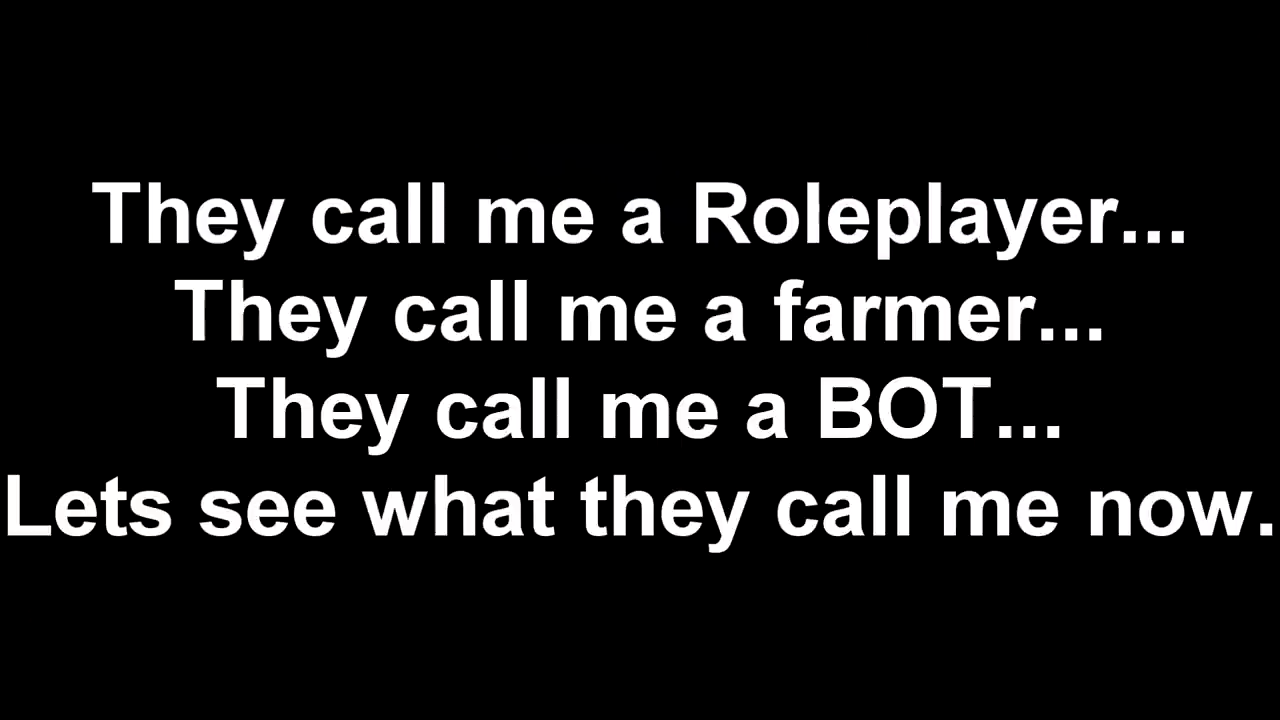 They call me a Roleplayer...
They call me a farmer...
They call me a BOT...
Lets see what they call me now.